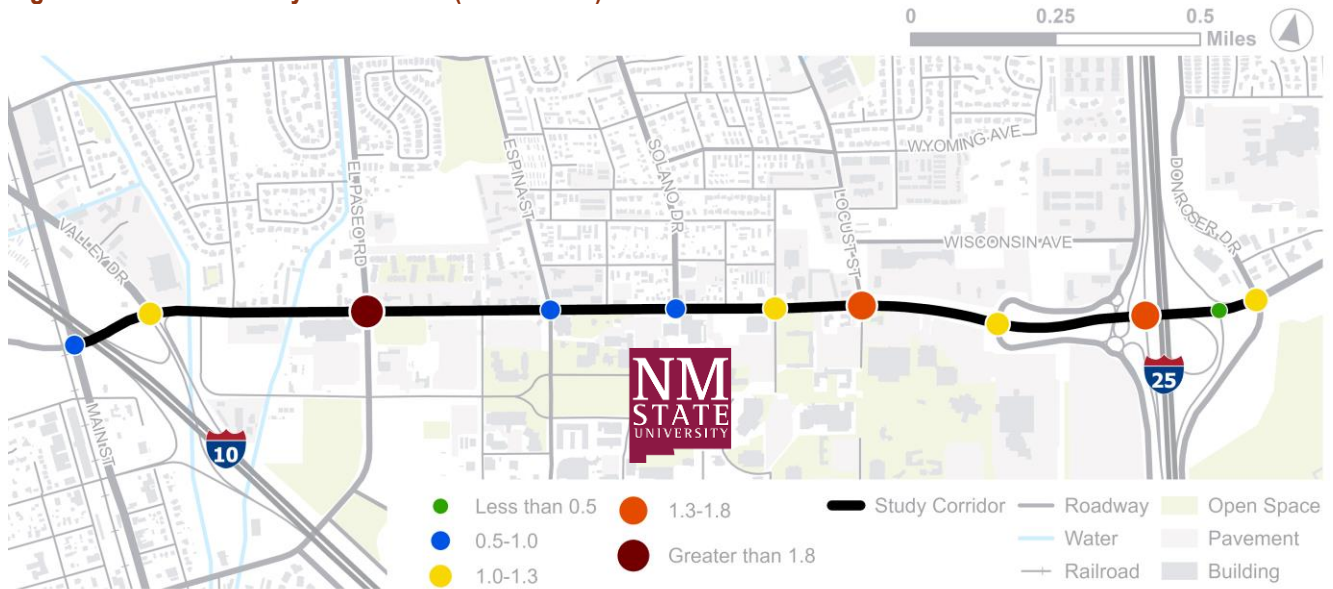 0 0.25 0.5
Miles
WYOMING AVE
EL PASEO RD
ESPINA ST
SOLANO DR
LOCUST ST
DON ROSER DR
VALLEY DR
WISCONSIN AVE
MAIN ST
10
25
NM
STATE
UNIVERSITY
Less than 0.5
0.5-1.0
1.0-1.3
1.3-1.8
Greater than 1.8
Study Corridor
Roadway
Water
Railroad
Open Space
Pavement
Building